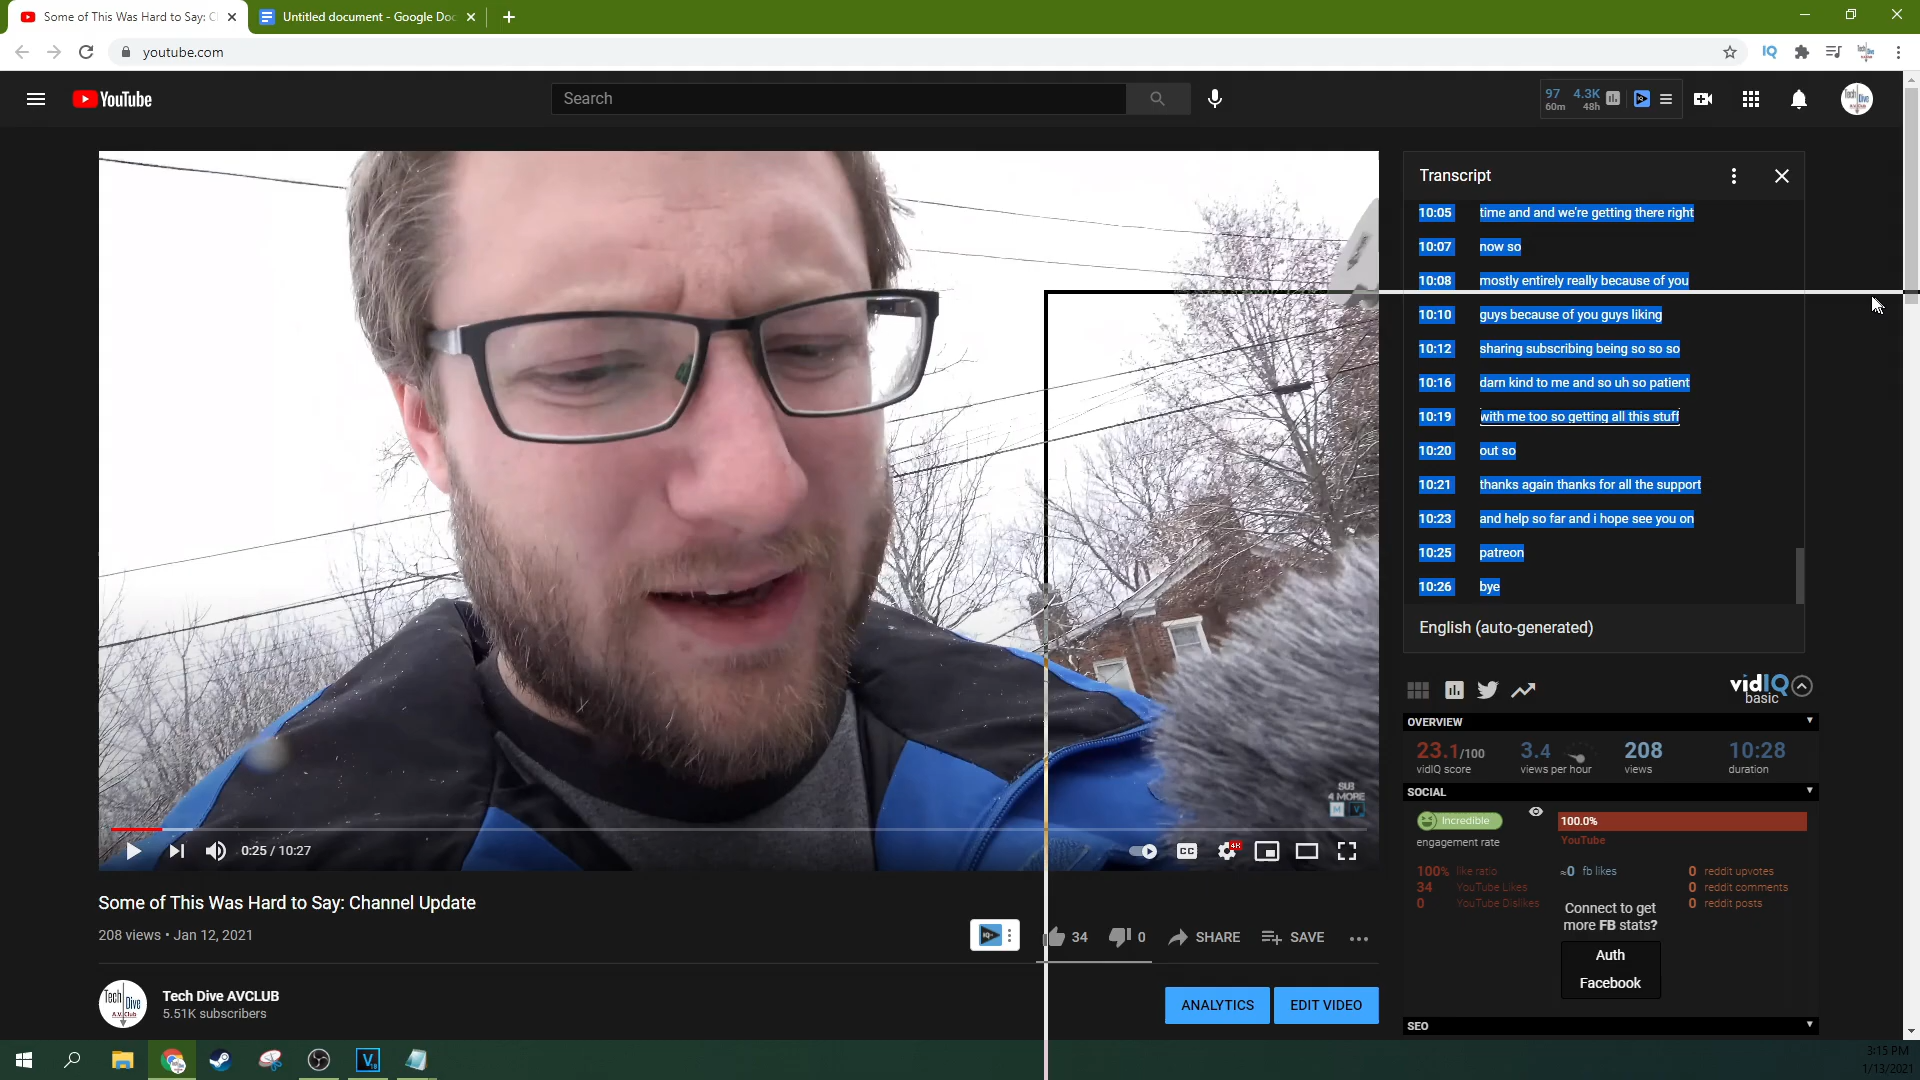 Some of This Was Hard to Say: C
Untitled document - Google Doc
youtube.com
IQ
YouTube
Search
97 4.3K
60m 48h
Tech Dive
Transcript
10:05 time and and we're getting there right
10:07 now so
10:08 mostly entirely really because of you
10:10 guys because of you guys liking
10:12 sharing subscribing being so so so
10:16 darn kind to me and so uh so patient
10:19 with me too so getting all this stuff
10:20 out so
10:21 thanks again thanks for all the support
10:23 and help so far and i hope see you on
10:25 patreon
10:26 bye
English (auto-generated)
vidIQ
basic
OVERVIEW
23.1/100 3.4 208 10:28
vidIQ score views per hour views duration
SOCIAL
Incredible 100.0%
engagement rate YouTube
100% like ratio ≈0 fb likes 0 reddit upvotes
34 YouTube Likes 0 reddit comments
0 YouTube Dislikes 0 reddit posts
Connect to get
more FB stats?
Auth
Facebook
SEO
SUB
4 MORE
M V
0:25 / 10:27
CC
4K
Some of This Was Hard to Say: Channel Update
208 views • Jan 12, 2021
34 0 SHARE SAVE
Tech Dive
A.V. Club
Tech Dive AVCLUB
5.51K subscribers
ANALYTICS EDIT VIDEO
3:15 PM
1/13/2021